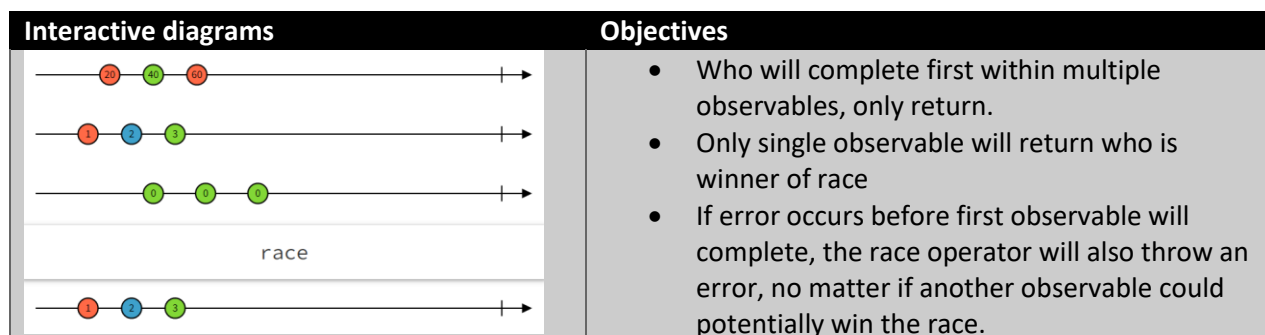 Interactive diagrams
Objectives
20 40 60
1 2 3
0 0 0
race
1 2 3
• Who will complete first within multiple
observables, only return.
• Only single observable will return who is
winner of race
• If error occurs before first observable will
complete, the race operator will also throw an
error, no matter if another observable could
potentially win the race.